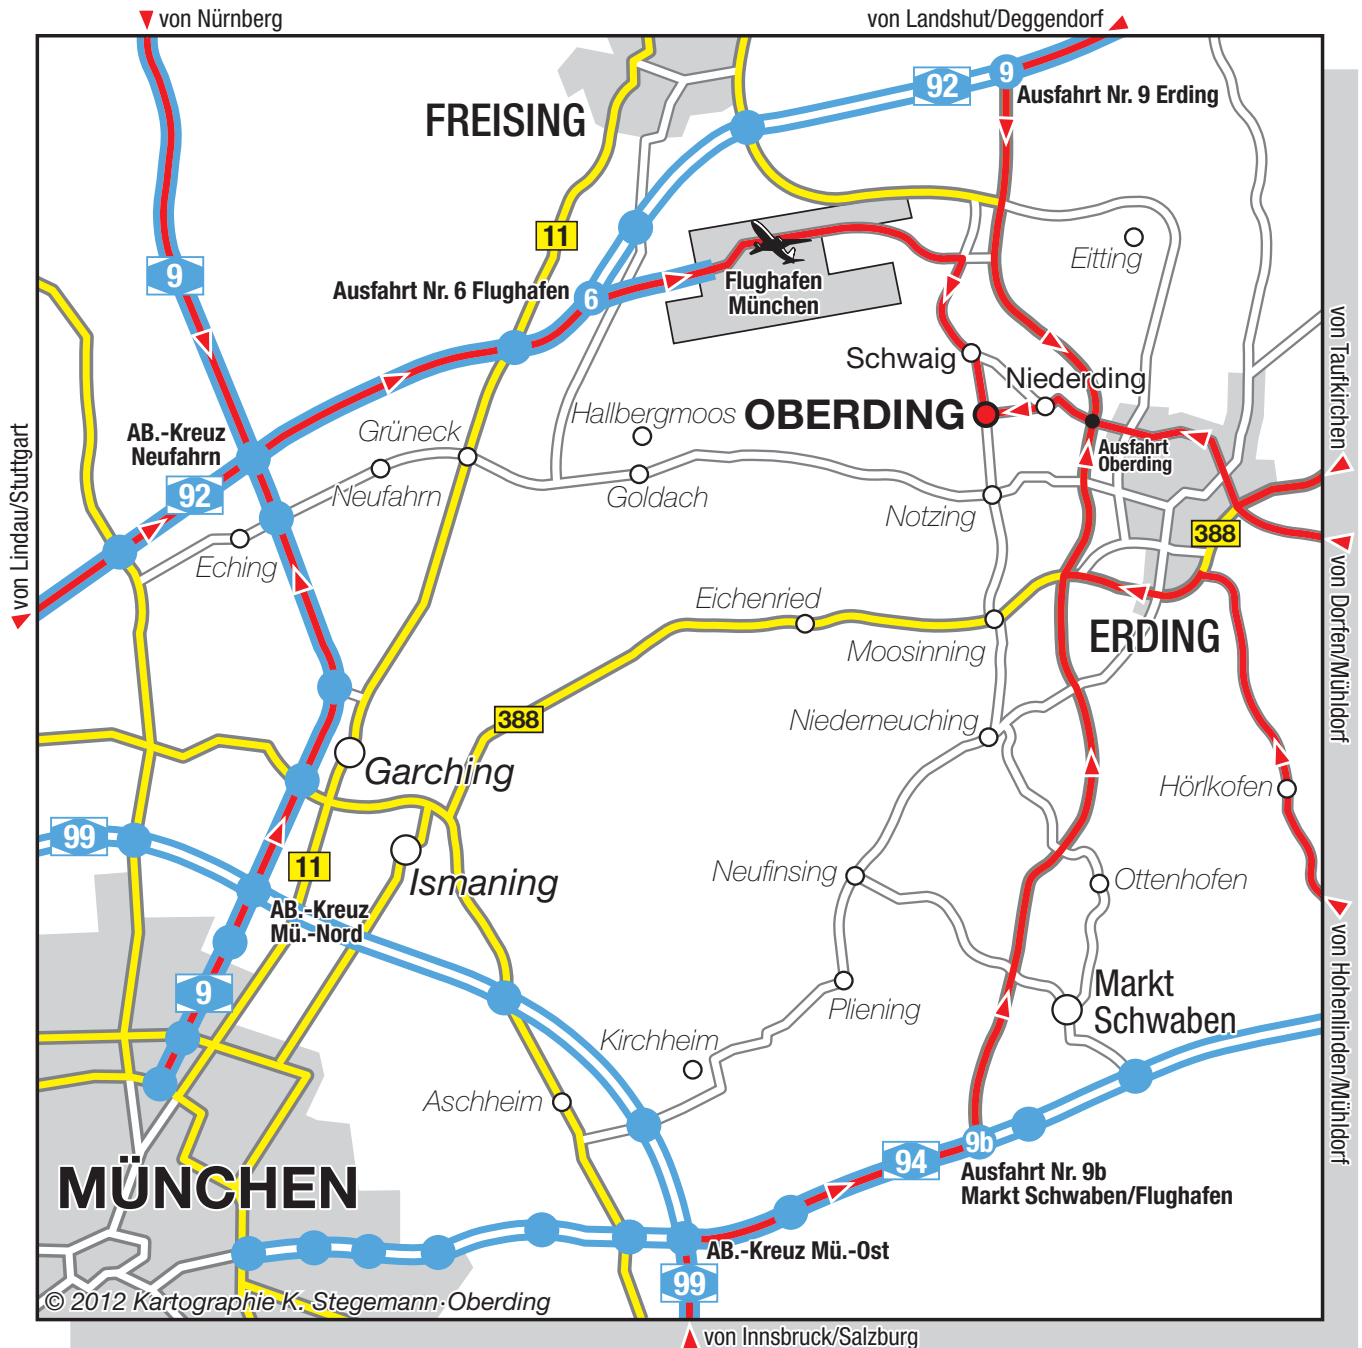 von Nürnberg
von Landshut/Deggendorf
92
9
Ausfahrt Nr. 9 Erding
FREISING
11
9
Eitting
Ausfahrt Nr. 6 Flughafen
6
Flughafen
München
von Taufkirchen
Schwaig
Niederding
Hallbergmoos
OBERDING
AB.-Kreuz
Neufahrn
Grüneck
Ausfahrt
Oberding
von Lindau/Stuttgart
92
Neufahrn
Goldach
Notzing
388
Eching
von Dorfen/Mühldorf
Eichenried
ERDING
Moosinning
388
Niederneuching
Garching
Hörlkofen
99
11
Ismaning
Neufinsing
Ottenhofen
AB.-Kreuz
Mü.-Nord
von Hohenlinden/Mühldorf
9
Markt
Schwaben
Pliening
Kirchheim
Aschheim
9b
94
Ausfahrt Nr. 9b
Markt Schwaben/Flughafen
MÜNCHEN
AB.-Kreuz Mü.-Ost
99
© 2012 Kartographie K. Stegemann·Oberding
von Innsbruck/Salzburg